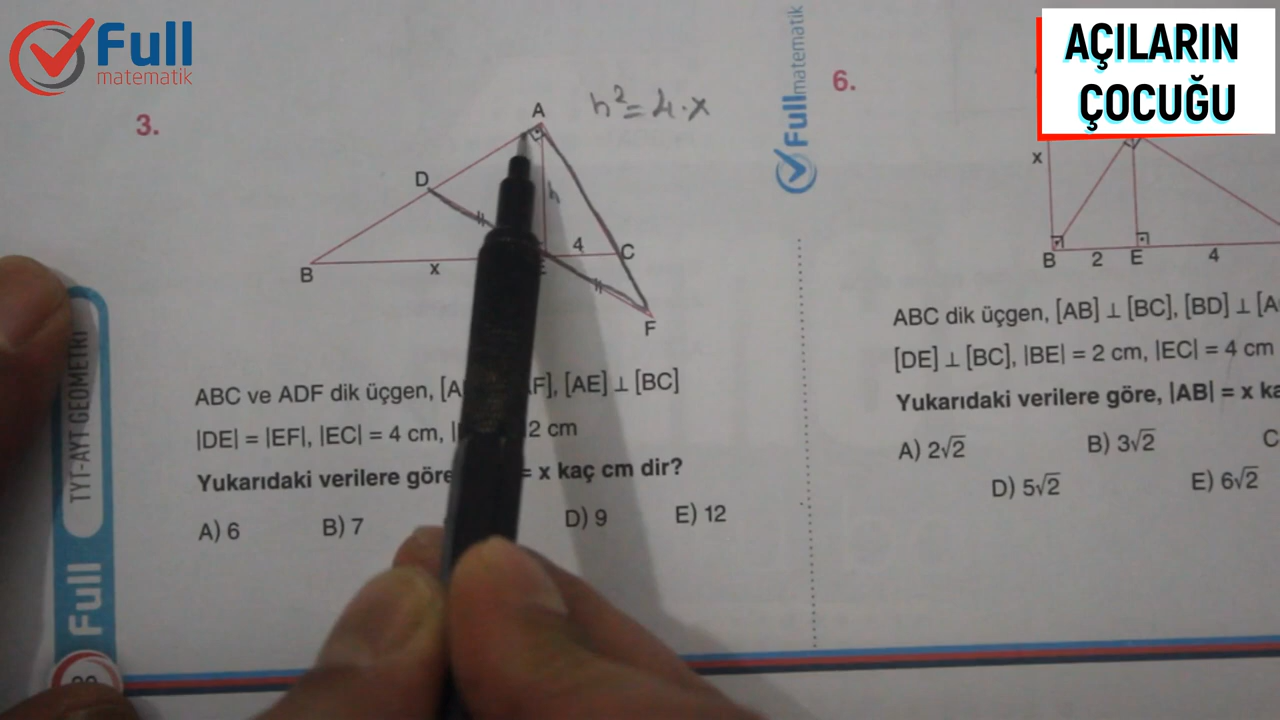 Full
matematik
AÇILARIN
ÇOCUĞU
3.
A
h²=4.x
D
h
4
C
B
x
E
F
ABC ve ADF dik üçgen, [A F], [AE] ⊥ [BC]
|DE| = |EF|, |EC| = 4 cm, 2 cm
Yukarıdaki verilere göre = x kaç cm dir?
A) 6 B) 7 D) 9 E) 12
Fullmatematik
6.
x
B 2 E 4
ABC dik üçgen, [AB] ⊥ [BC], [BD] ⊥ [A
[DE] ⊥ [BC], |BE| = 2 cm, |EC| = 4 cm
Yukarıdaki verilere göre, |AB| = x
A) 2√2 B) 3√2 C
D) 5√2 E) 6√2
TYT-AYT GEOMETRİ
Full